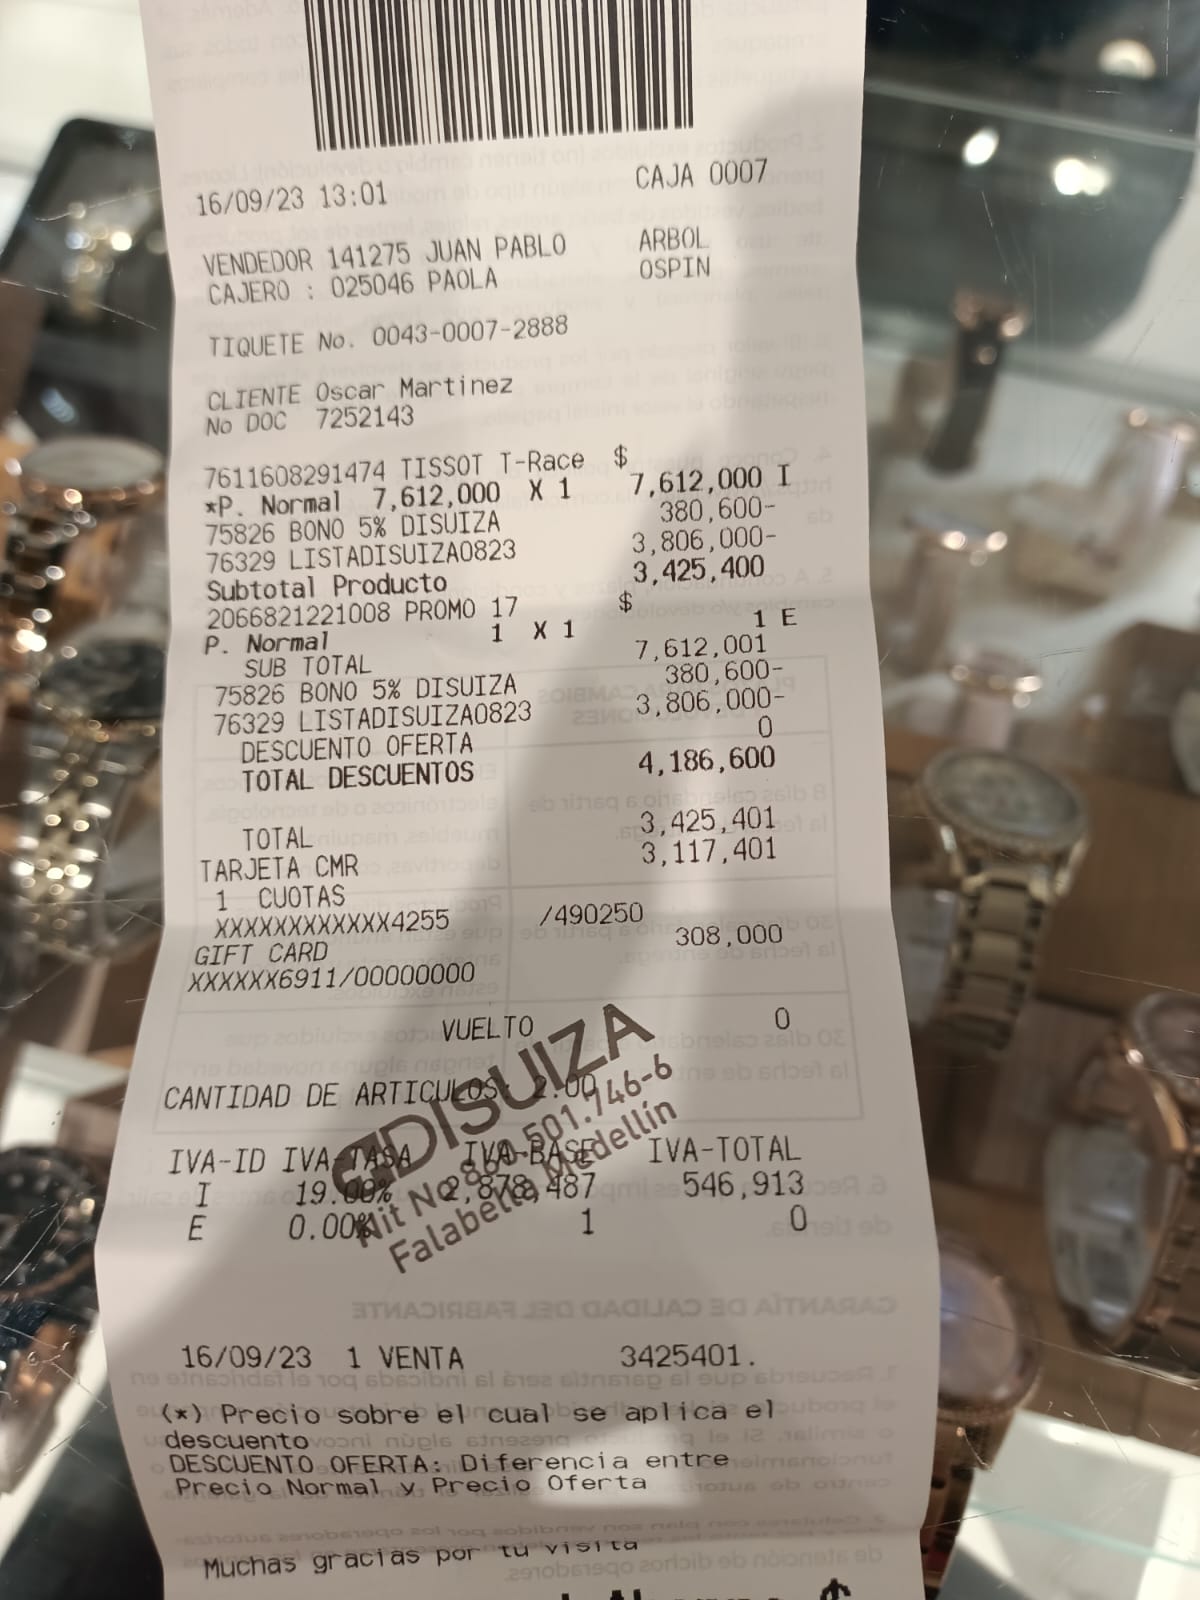 16/09/23 13:01 CAJA 0007
VENDEDOR 141275 JUAN PABLO ARBOL
CAJERO : 025046 PAOLA OSPIN
TIQUETE No. 0043-0007-2888
CLIENTE Oscar Martinez
No DOC 7252143
7611608291474 TISSOT T-Race $
*P. Normal 7,612,000 X 1 7,612,000 I
75826 BONO 5% DISUIZA 380,600-
76329 LISTADISUIZA0823 3,806,000-
Subtotal Producto 3,425,400
2066821221008 PROMO 17 $
P. Normal 1 X 1 1 E
SUB TOTAL 7,612,001
75826 BONO 5% DISUIZA 380,600-
76329 LISTADISUIZA0823 3,806,000-
DESCUENTO OFERTA 0
TOTAL DESCUENTOS 4,186,600
TOTAL 3,425,401
TARJETA CMR 3,117,401
1 CUOTAS
XXXXXXXXXXXX4255 /490250
GIFT CARD 308,000
XXXXXX6911/00000000
VUELTO 0
CANTIDAD DE ARTICULOS: 2.00
DISUIZA
Nit No 860.501.746-6
Falabella Medellín
IVA-ID IVA-TASA IVA-BASE IVA-TOTAL
I 19.00% 2,878,487 546,913
E 0.00% 1 0
16/09/23 1 VENTA 3425401.
(*) Precio sobre el cual se aplica el
descuento
DESCUENTO OFERTA: Diferencia entre
Precio Normal y Precio Oferta
Muchas gracias por tu visita